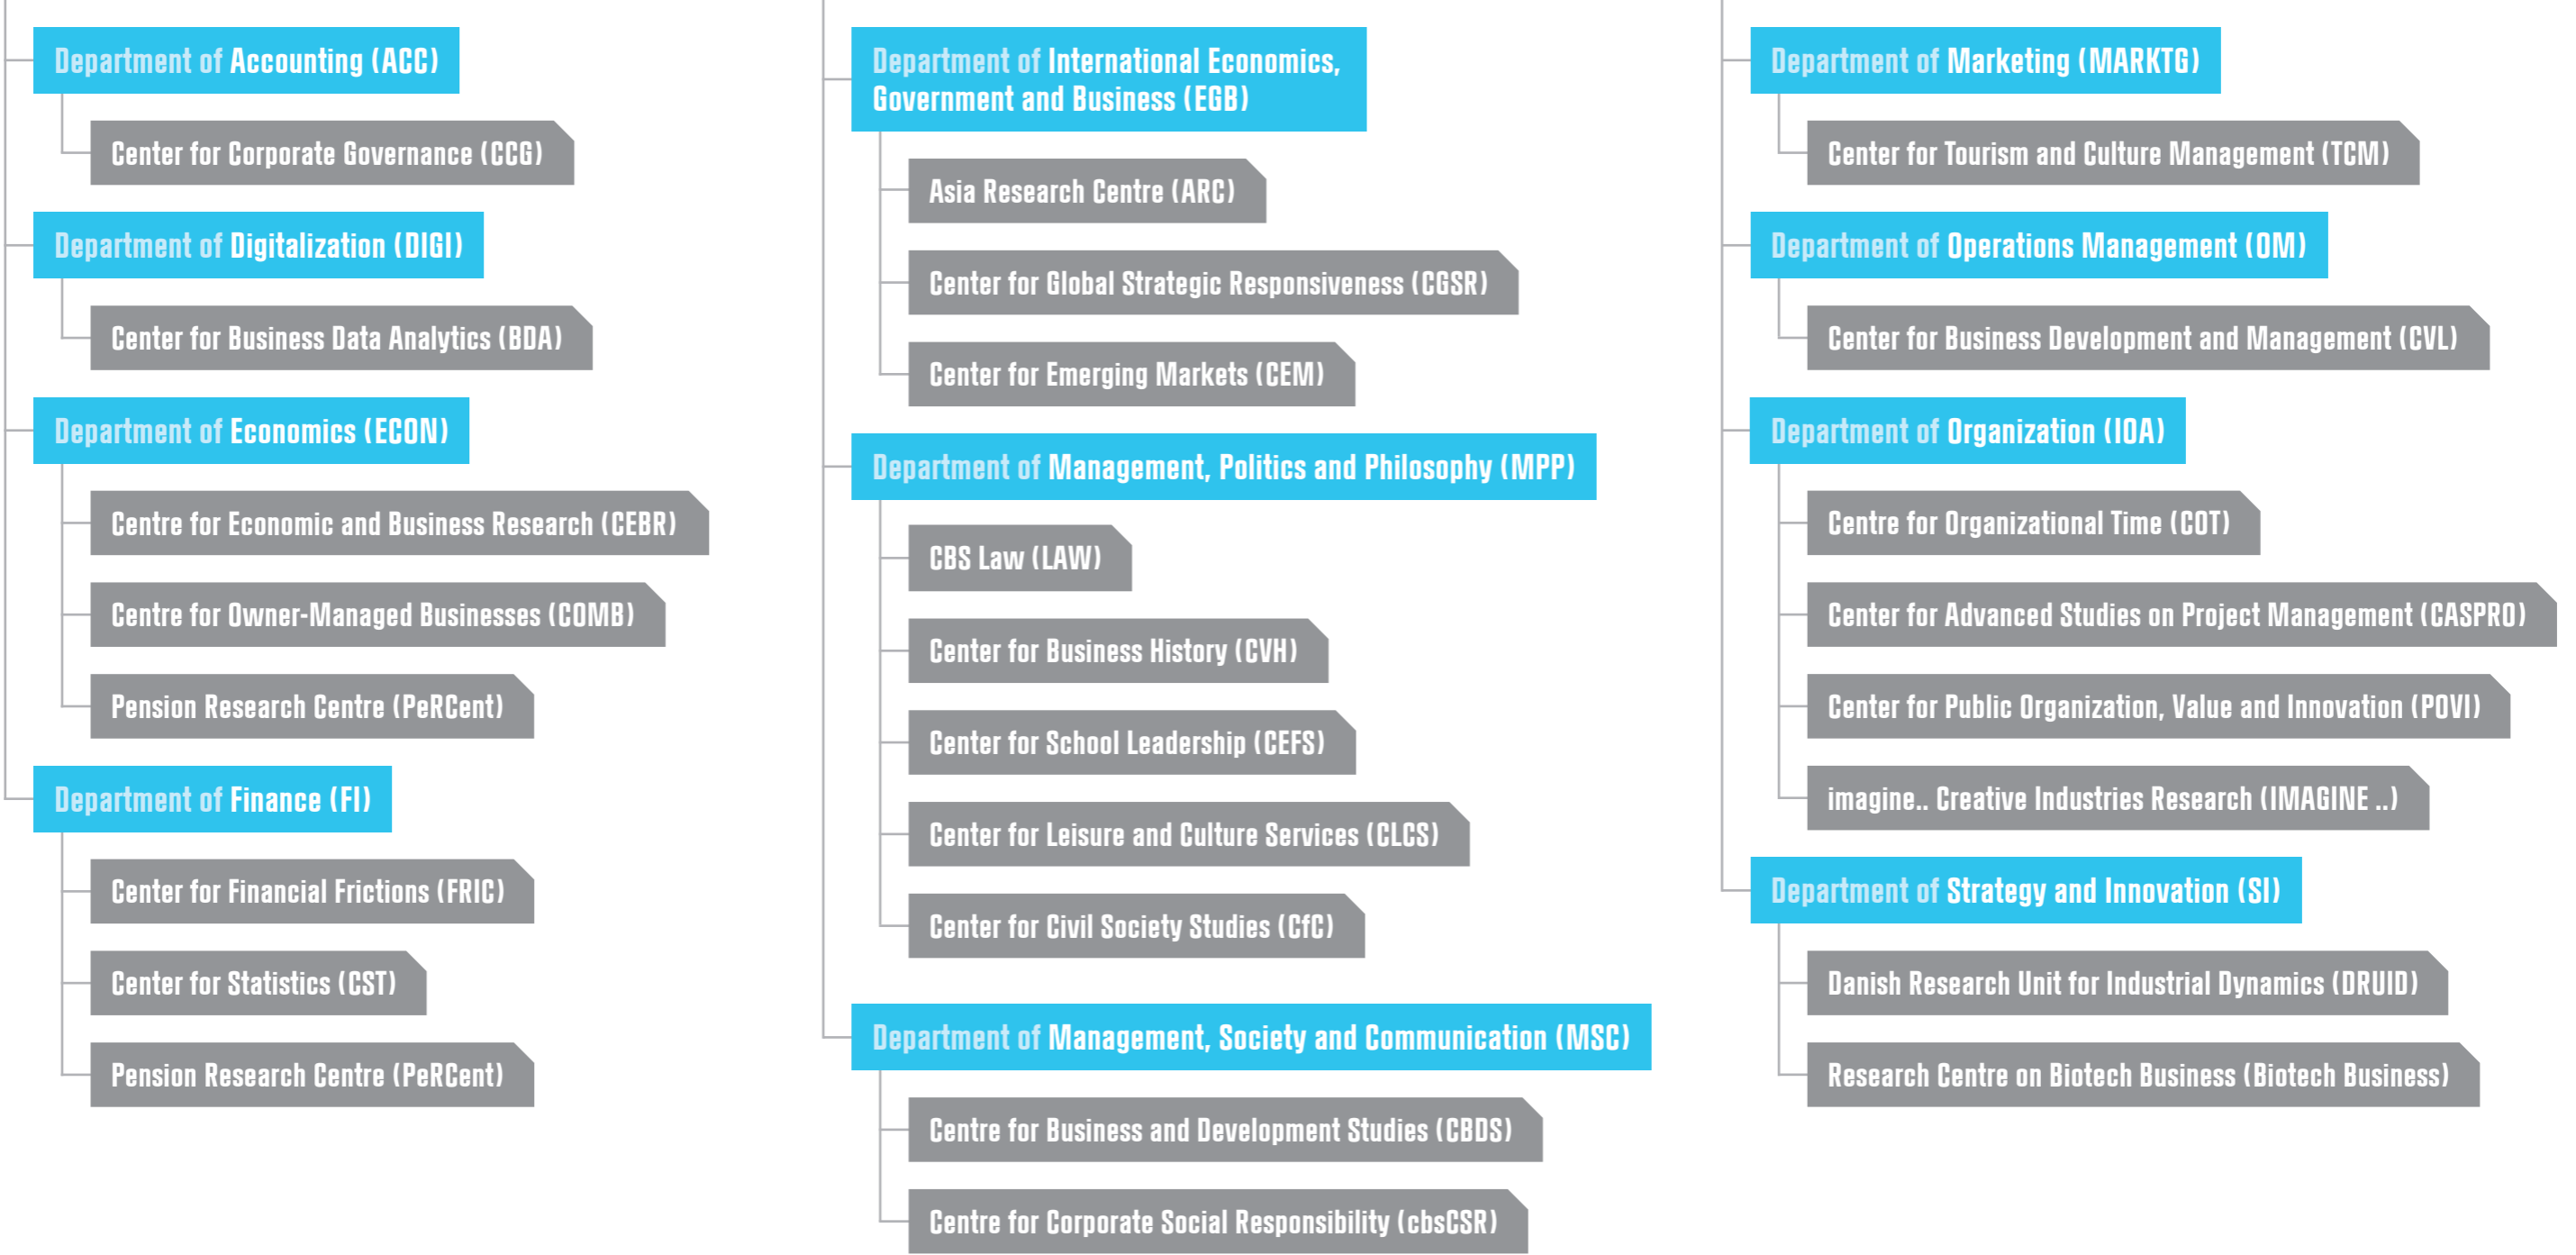 Department of Accounting (ACC)
Center for Corporate Governance (CCG)
Department of Digitalization (DIGI)
Center for Business Data Analytics (BDA)
Department of Economics (ECON)
Centre for Economic and Business Research (CEBR)
Centre for Owner-Managed Businesses (COMB)
Pension Research Centre (PeRCent)
Department of Finance (FI)
Center for Financial Frictions (FRIC)
Center for Statistics (CST)
Pension Research Centre (PeRCent)
Department of International Economics,
Government and Business (EGB)
Asia Research Centre (ARC)
Center for Global Strategic Responsiveness (CGSR)
Center for Emerging Markets (CEM)
Department of Management, Politics and Philosophy (MPP)
CBS Law (LAW)
Center for Business History (CVH)
Center for School Leadership (CEFS)
Center for Leisure and Culture Services (CLCS)
Center for Civil Society Studies (CfC)
Department of Management, Society and Communication (MSC)
Centre for Business and Development Studies (CBDS)
Centre for Corporate Social Responsibility (cbsCSR)
Department of Marketing (MARKTG)
Center for Tourism and Culture Management (TCM)
Department of Operations Management (OM)
Center for Business Development and Management (CVL)
Department of Organization (IOA)
Centre for Organizational Time (COT)
Center for Advanced Studies on Project Management (CASPRO)
Center for Public Organization, Value and Innovation (POVI)
imagine.. Creative Industries Research (IMAGINE ..)
Department of Strategy and Innovation (SI)
Danish Research Unit for Industrial Dynamics (DRUID)
Research Centre on Biotech Business (Biotech Business)